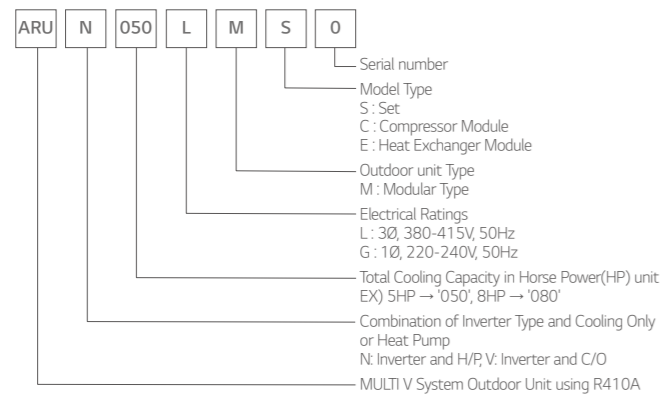 ARU N 050 L M S 0
Serial number
Model Type
S : Set
C : Compressor Module
E : Heat Exchanger Module
Outdoor unit Type
M : Modular Type
Electrical Ratings
L : 3Ø, 380-415V, 50Hz
G : 1Ø, 220-240V, 50Hz
Total Cooling Capacity in Horse Power(HP) unit
EX) 5HP → '050', 8HP → '080'
Combination of Inverter Type and Cooling Only
or Heat Pump
N: Inverter and H/P, V: Inverter and C/O
MULTI V System Outdoor Unit using R410A